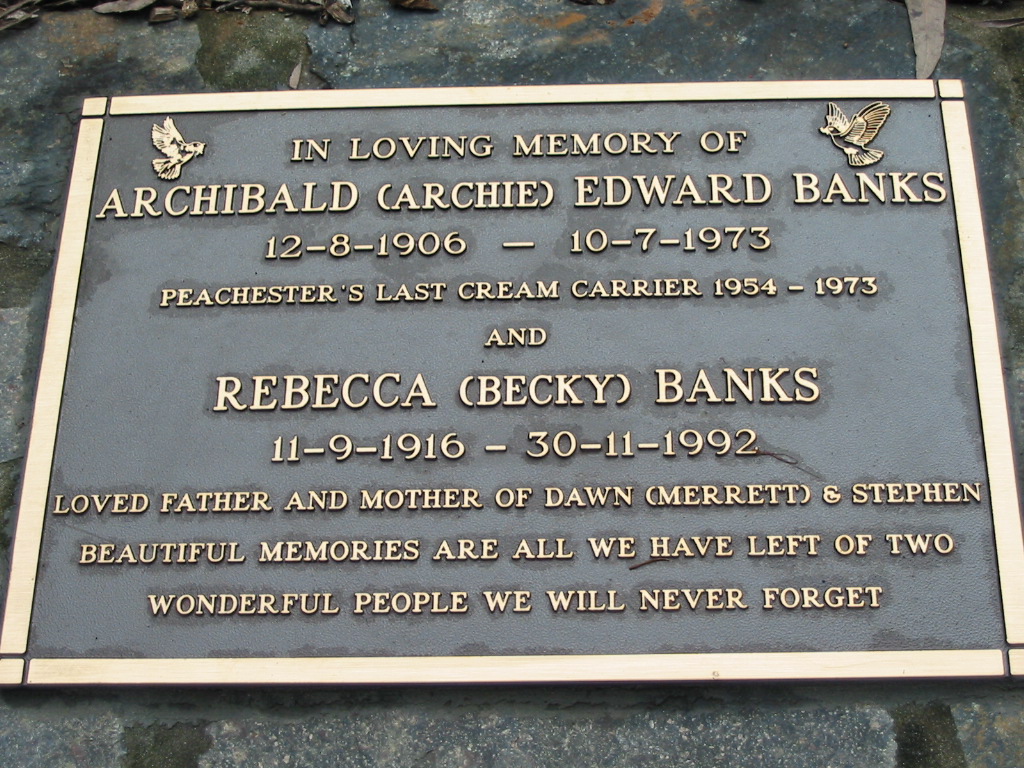 IN LOVING MEMORY OF
ARCHIBALD (ARCHIE) EDWARD BANKS
12-8-1906 - 10-7-1973
PEACHESTER'S LAST CREAM CARRIER 1954 - 1973
AND
REBECCA (BECKY) BANKS
11-9-1916 - 30-11-1992
LOVED FATHER AND MOTHER OF DAWN (MERRETT) & STEPHEN
BEAUTIFUL MEMORIES ARE ALL WE HAVE LEFT OF TWO
WONDERFUL PEOPLE WE WILL NEVER FORGET